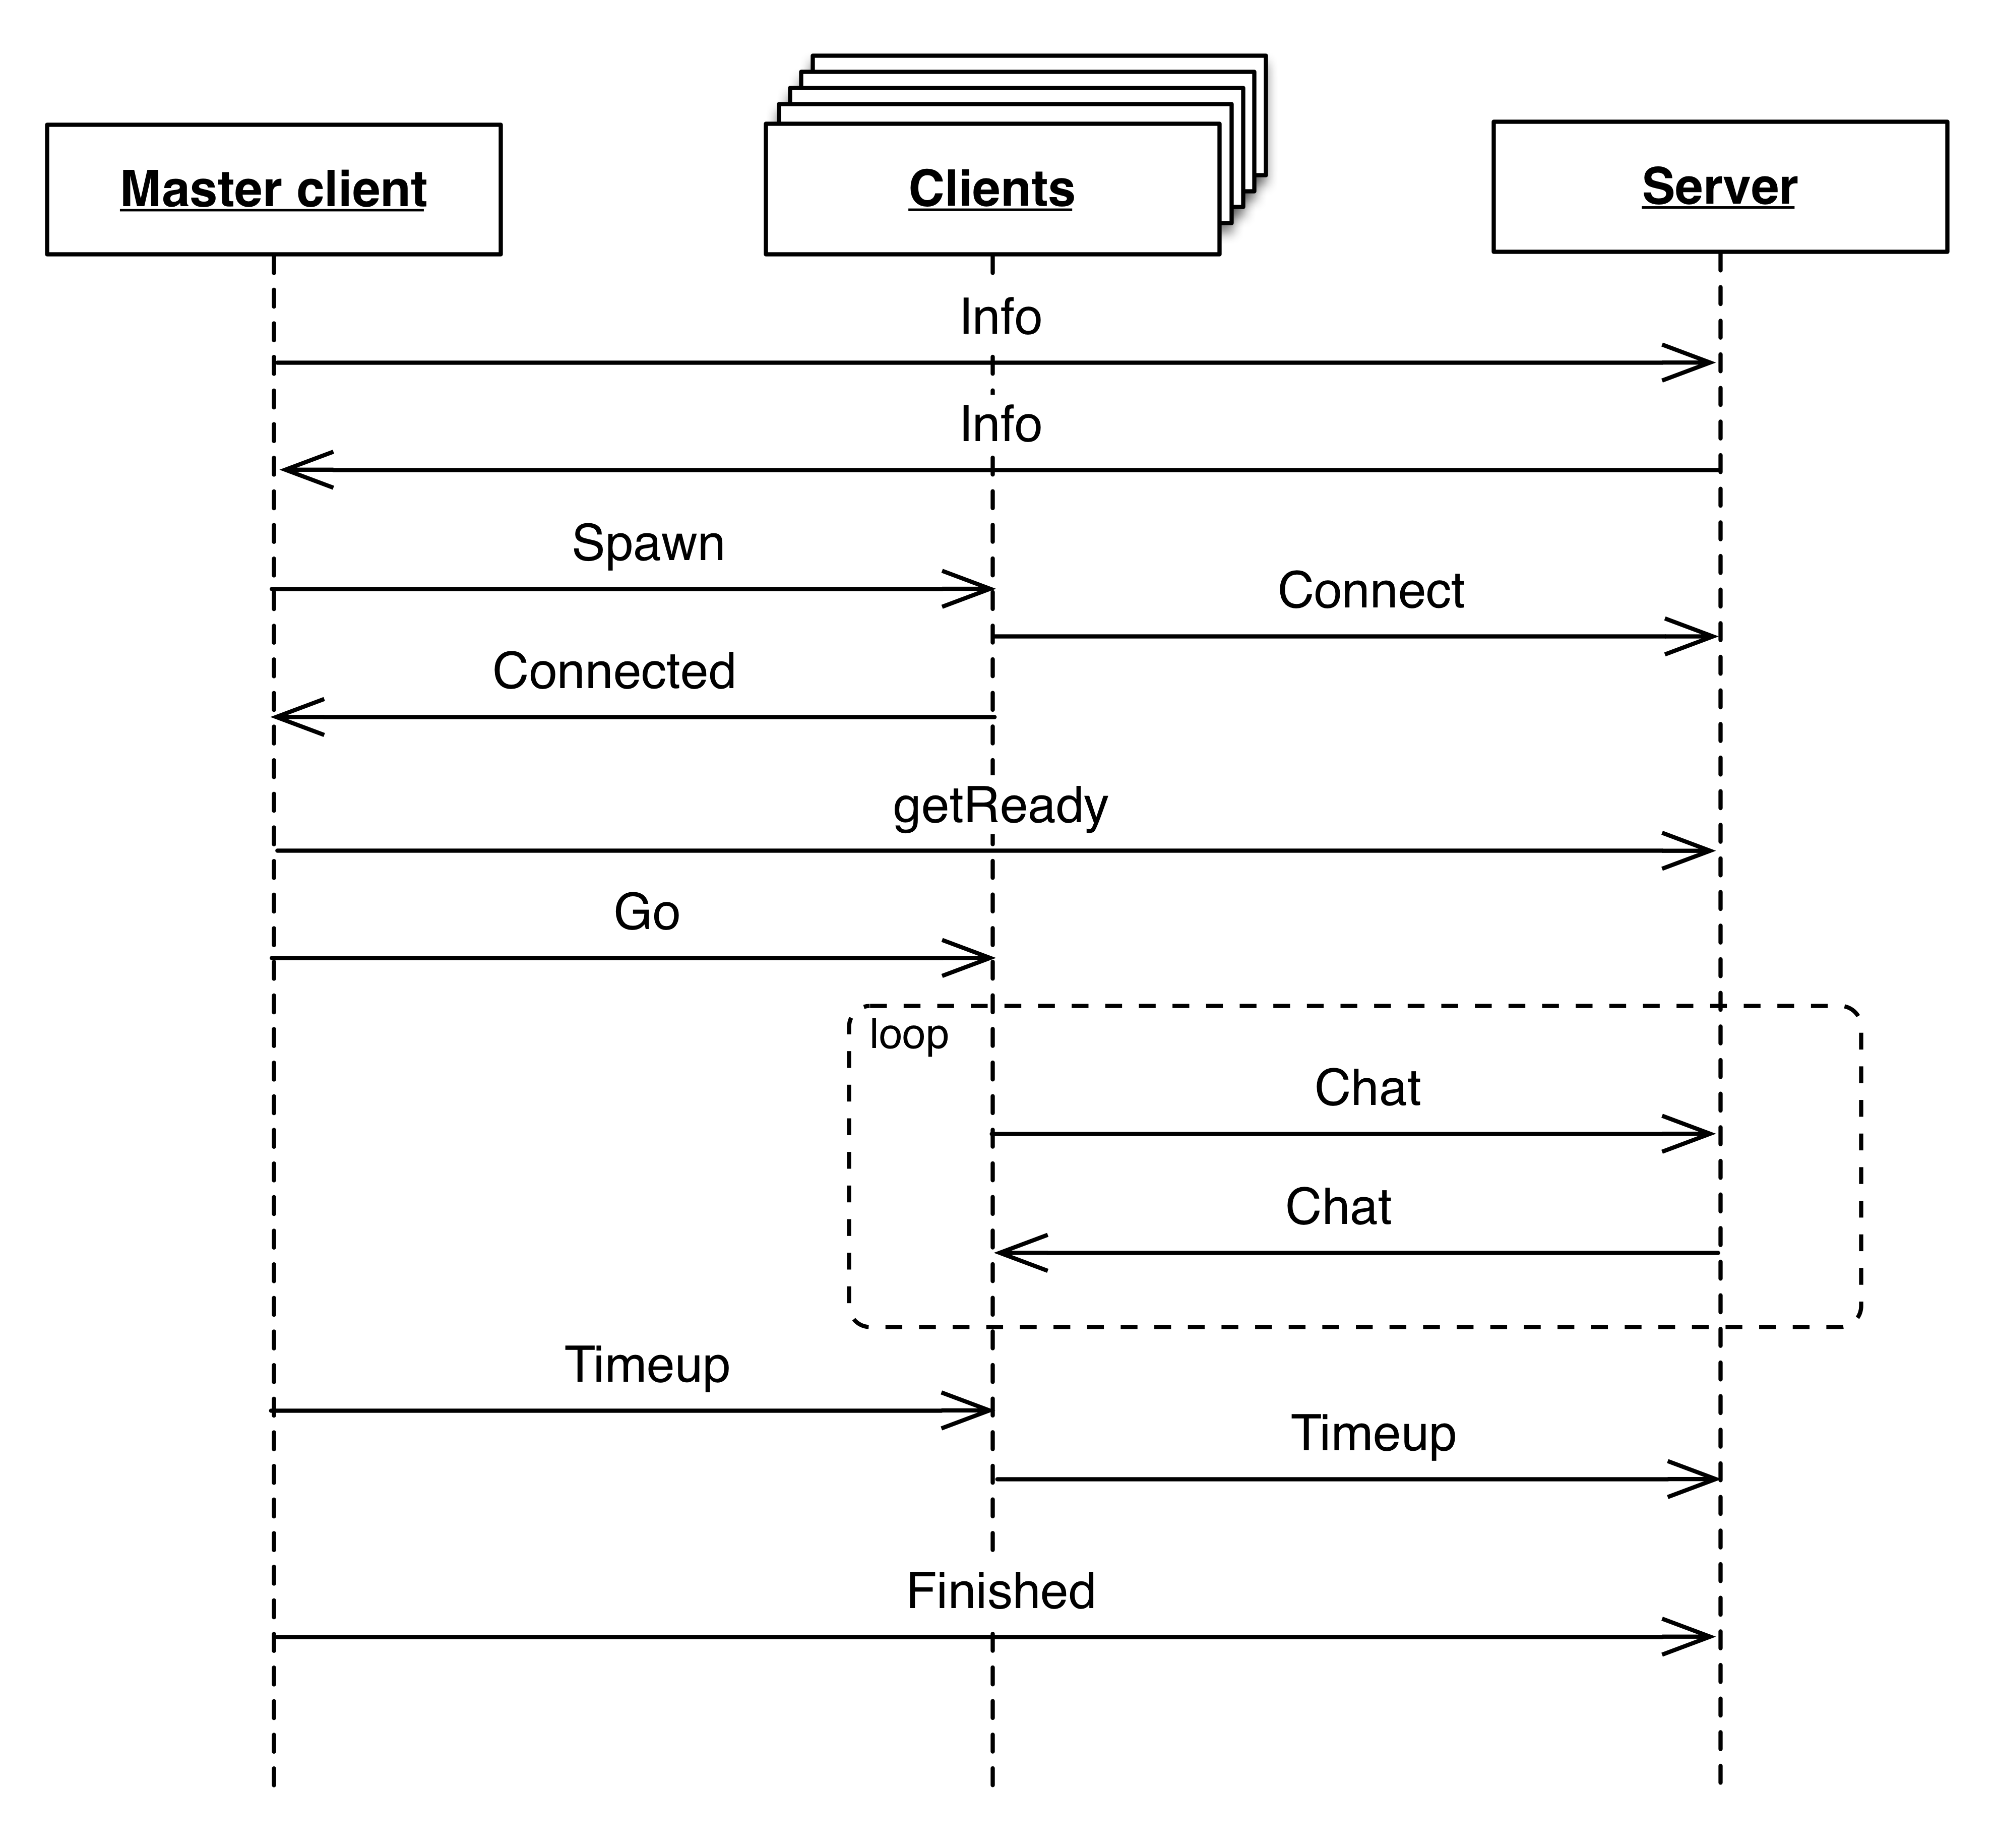 Master client
Clients
Server
Info
Info
Spawn
Connect
Connected
getReady
Go
loop
Chat
Chat
Timeup
Timeup
Finished